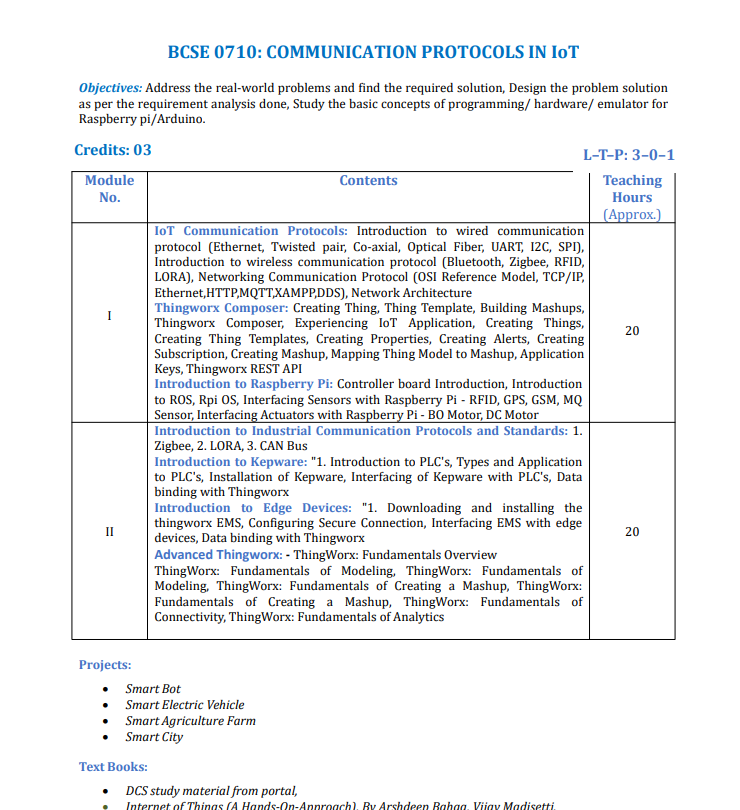 BCSE 0710: COMMUNICATION PROTOCOLS IN IoT
Objectives: Address the real-world problems and find the required solution, Design the problem solution
as per the requirement analysis done, Study the basic concepts of programming/ hardware/ emulator for
Raspberry pi/Arduino.
Credits: 03
L–T–P: 3–0–1
Module
No.
Contents
Teaching
Hours
(Approx.)
I
IoT Communication Protocols: Introduction to wired communication
protocol (Ethernet, Twisted pair, Co-axial, Optical Fiber, UART, I2C, SPI),
Introduction to wireless communication protocol (Bluetooth, Zigbee, RFID,
LORA), Networking Communication Protocol (OSI Reference Model, TCP/IP,
Ethernet,HTTP,MQTT,XAMPP,DDS), Network Architecture
Thingworx Composer: Creating Thing, Thing Template, Building Mashups,
Thingworx Composer, Experiencing IoT Application, Creating Things,
Creating Thing Templates, Creating Properties, Creating Alerts, Creating
Subscription, Creating Mashup, Mapping Thing Model to Mashup, Application
Keys, Thingworx REST API
Introduction to Raspberry Pi: Controller board Introduction, Introduction
to ROS, Rpi OS, Interfacing Sensors with Raspberry Pi - RFID, GPS, GSM, MQ
Sensor, Interfacing Actuators with Raspberry Pi - BO Motor, DC Motor
20
II
Introduction to Industrial Communication Protocols and Standards: 1.
Zigbee, 2. LORA, 3. CAN Bus
Introduction to Kepware: "1. Introduction to PLC's, Types and Application
to PLC's, Installation of Kepware, Interfacing of Kepware with PLC's, Data
binding with Thingworx
Introduction to Edge Devices: "1. Downloading and installing the
thingworx EMS, Configuring Secure Connection, Interfacing EMS with edge
devices, Data binding with Thingworx
Advanced Thingworx: - ThingWorx: Fundamentals Overview
ThingWorx: Fundamentals of Modeling, ThingWorx: Fundamentals of
Modeling, ThingWorx: Fundamentals of Creating a Mashup, ThingWorx:
Fundamentals of Creating a Mashup, ThingWorx: Fundamentals of
Connectivity, ThingWorx: Fundamentals of Analytics
20
Projects:
• Smart Bot
• Smart Electric Vehicle
• Smart Agriculture Farm
• Smart City
Text Books:
• DCS study material from portal,
• Internet of Things (A Hands-On-Approach), By Arshdeep Bahga, Vijay Madisetti,